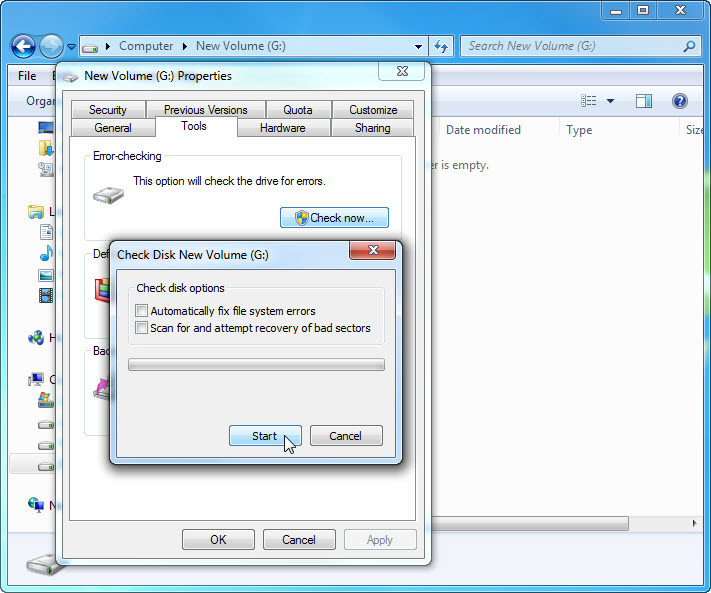 Computer
New Volume (G:)
Search New Volume (G:)
File
New Volume (G:) Properties
Security
Previous Versions
Quota
Customize
General
Tools
Hardware
Sharing
Date modified
Type
is empty.
Error-checking
This option will check the drive for errors.
Check now...
Check Disk New Volume (G:)
Check disk options
Automatically fix file system errors
Scan for and attempt recovery of bad sectors
Start
Cancel
OK
Cancel
Apply